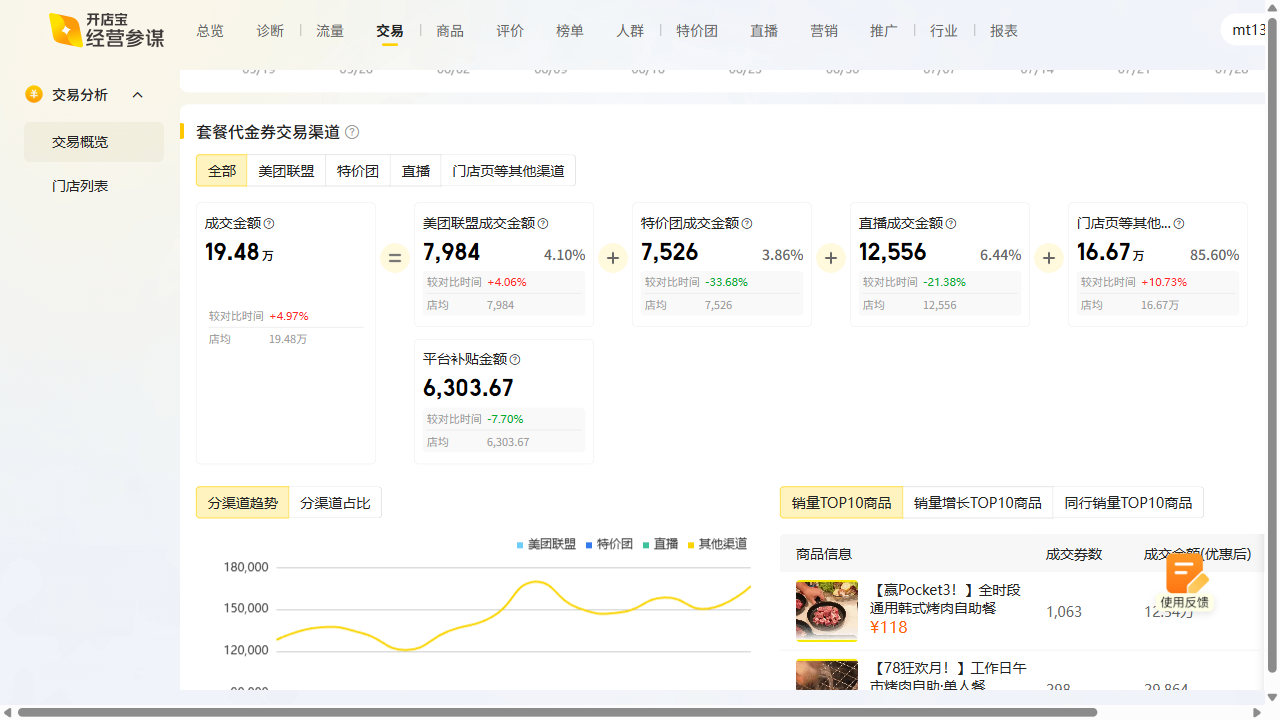 开店宝
经营参谋
总览
诊断
流量
交易
商品
评价
榜单
人群
特价团
直播
营销
推广
行业
报表
mt13
交易分析
交易概览
门店列表
套餐代金券交易渠道
全部
美团联盟
特价团
直播
门店页等其他渠道
成交金额
19.48 万
较对比时间 +4.97%
店均 19.48万
=
美团联盟成交金额
7,984 4.10%
较对比时间 +4.06%
店均 7,984
+
特价团成交金额
7,526 3.86%
较对比时间 -33.68%
店均 7,526
+
直播成交金额
12,556 6.44%
较对比时间 -21.38%
店均 12,556
+
门店页等其他...
16.67 万 85.60%
较对比时间 +10.73%
店均 16.67万
平台补贴金额
6,303.67
较对比时间 -7.70%
店均 6,303.67
分渠道趋势
分渠道占比
美团联盟 特价团 直播 其他渠道
180,000
150,000
120,000
销量TOP10商品
销量增长TOP10商品
同行销量TOP10商品
商品信息 成交券数 成交金额(优惠后)
【赢Pocket3！】全时段
通用韩式烤肉自助餐
¥118
1,063
12.54万
使用反馈
【78狂欢月！】工作日午
市烤肉自助·单人餐
298
29,864